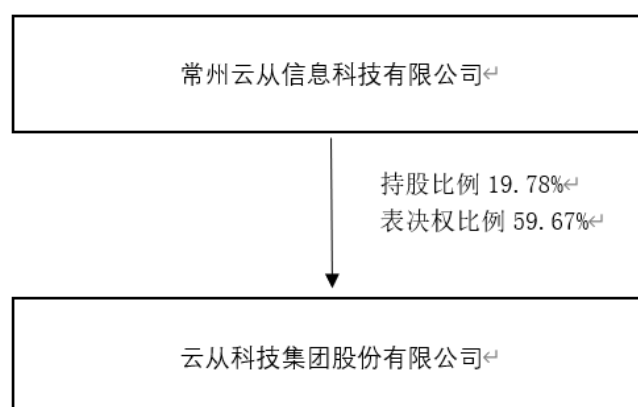 常州云从信息科技有限公司↵
持股比例 19.78%↵
表决权比例 59.67%↵
云从科技集团股份有限公司↵